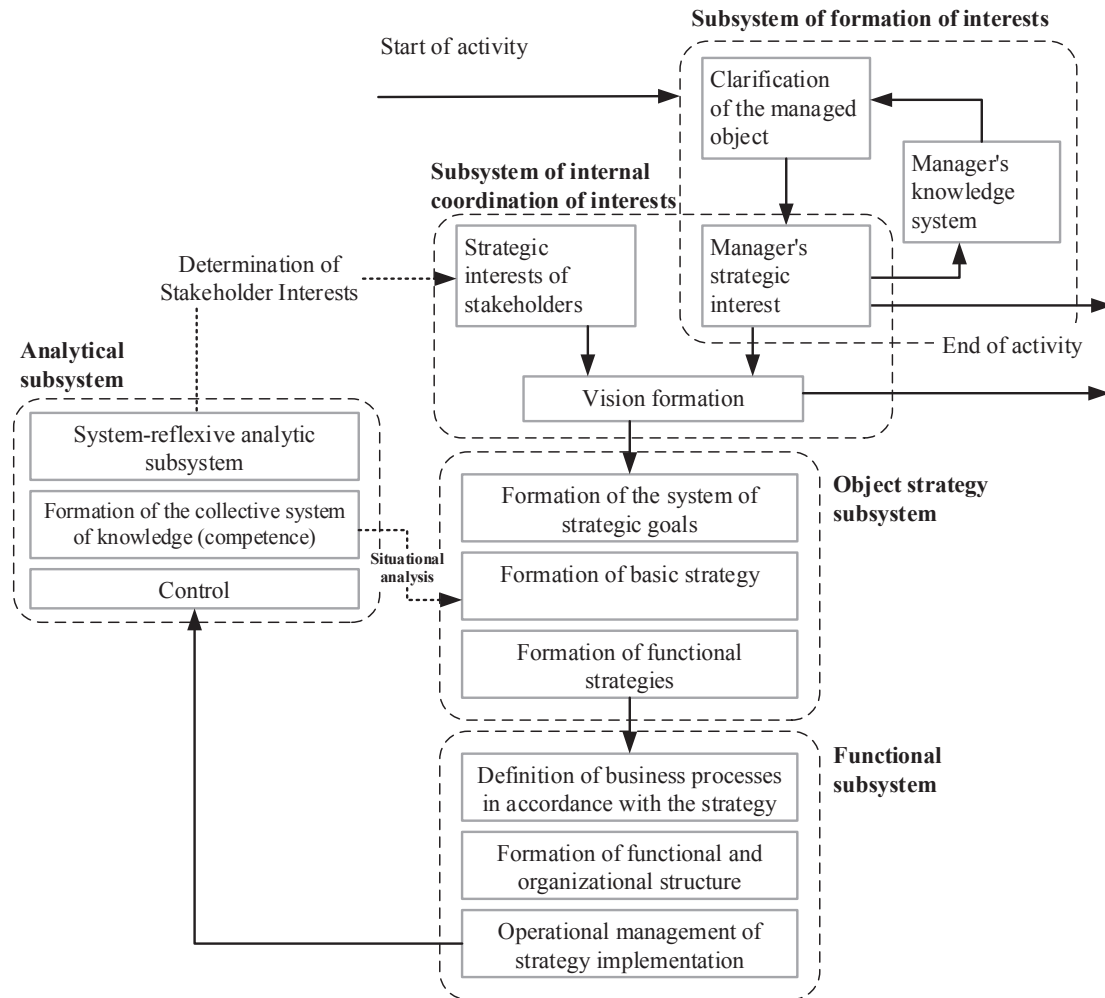 Subsystem of formation of interests
Start of activity
Clarification
of the managed
object
Manager's
knowledge
system
Subsystem of internal
coordination of interests
Strategic
interests of
stakeholders
Manager's
strategic
interest
Determination of
Stakeholder Interests
End of activity
Analytical
subsystem
Vision formation
System-reflexive analytic
subsystem
Formation of the collective system
of knowledge (competence)
Control
Situational
analysis
Object strategy
subsystem
Formation of the system of
strategic goals
Formation of basic strategy
Formation of functional
strategies
Functional
subsystem
Definition of business processes
in accordance with the strategy
Formation of functional and
organizational structure
Operational management of
strategy implementation